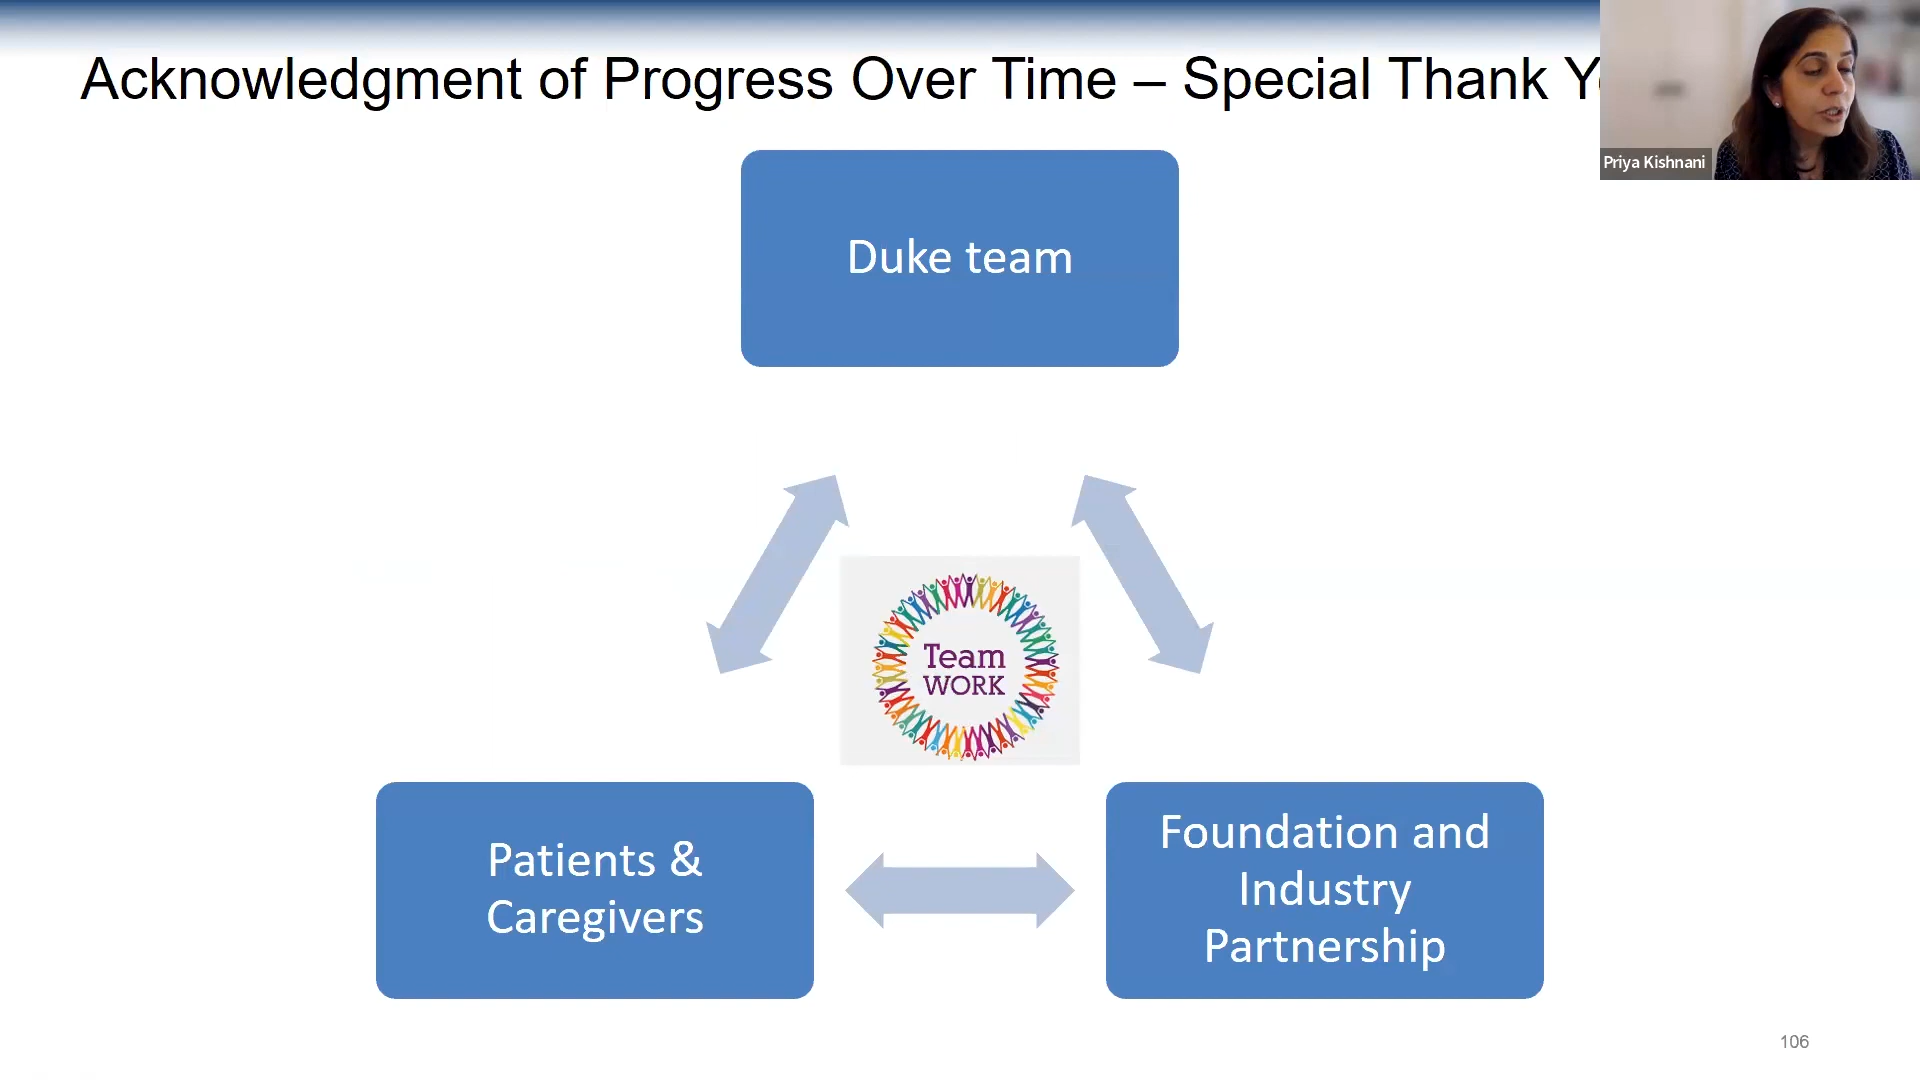 Acknowledgment of Progress Over Time – Special Thank
Priya Kishnani
Duke team
Team
WORK
Patients &
Caregivers
Foundation and
Industry
Partnership
106